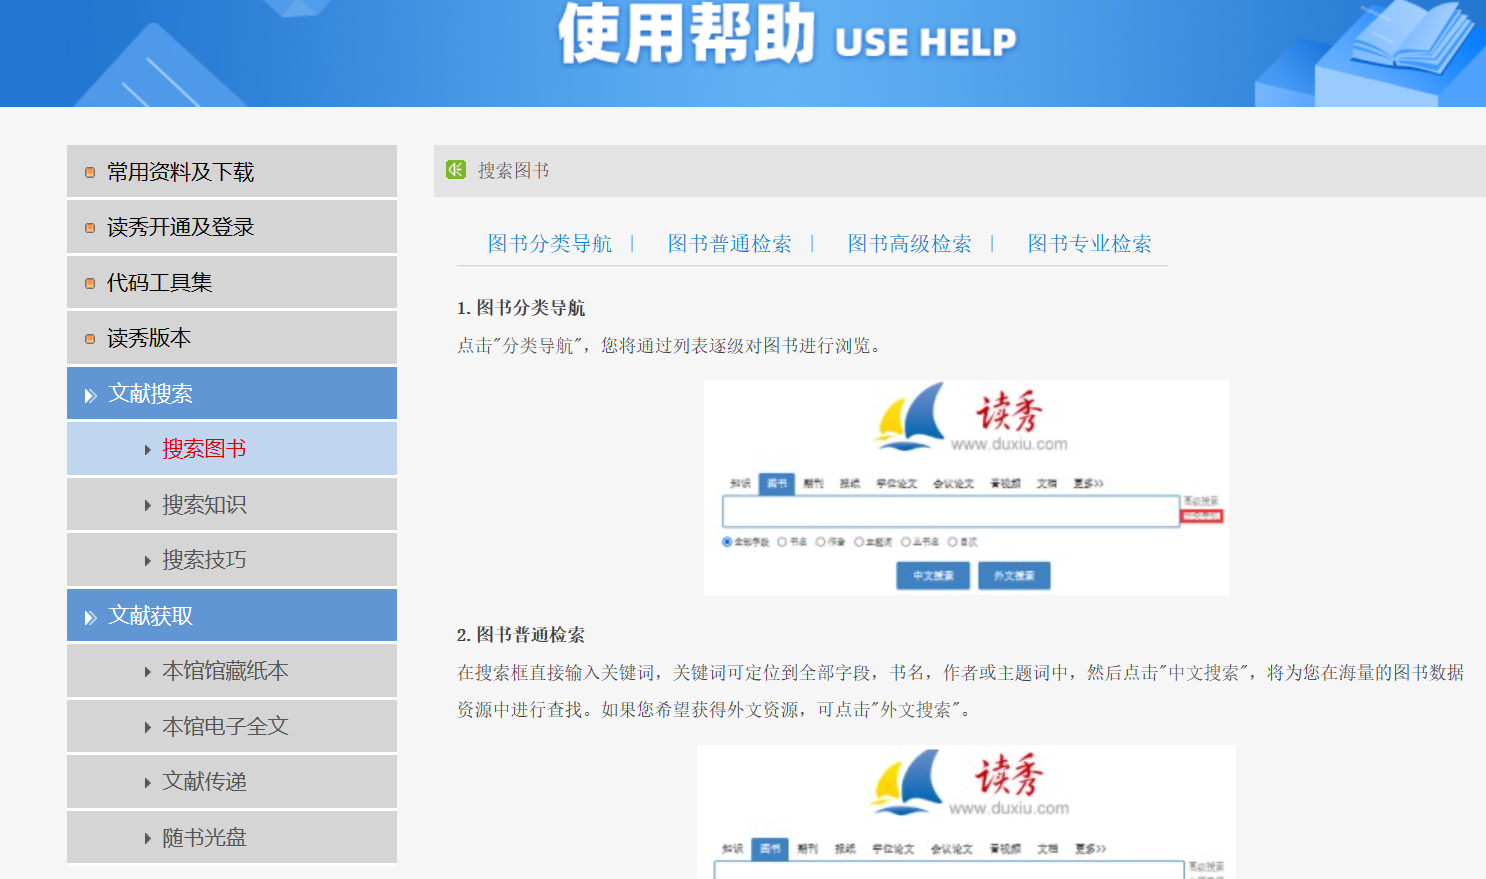 使用帮助 USE HELP
常用资料及下载
读秀开通及登录
代码工具集
读秀版本
文献搜索
搜索图书
搜索知识
搜索技巧
文献获取
本馆馆藏纸本
本馆电子全文
文献传递
随书光盘
搜索图书
图书分类导航 | 图书普通检索 | 图书高级检索 | 图书专业检索
1. 图书分类导航
点击"分类导航"，您将通过列表逐级对图书进行浏览。
读秀
www.duxiu.com
知识 图书 期刊 报纸 学位论文 会议论文 音视频 文档 更多>>
高级搜索
全部字段 书名 作者 主题词 丛书名 目次
中文搜索 外文搜索
2. 图书普通检索
在搜索框直接输入关键词，关键词可定位到全部字段，书名，作者或主题词中，然后点击"中文搜索"，将为您在海量的图书数据
资源中进行查找。如果您希望获得外文资源，可点击"外文搜索"。
读秀
www.duxiu.com
知识 图书 期刊 报纸 学位论文 会议论文 音视频 文档 更多>>
高级搜索